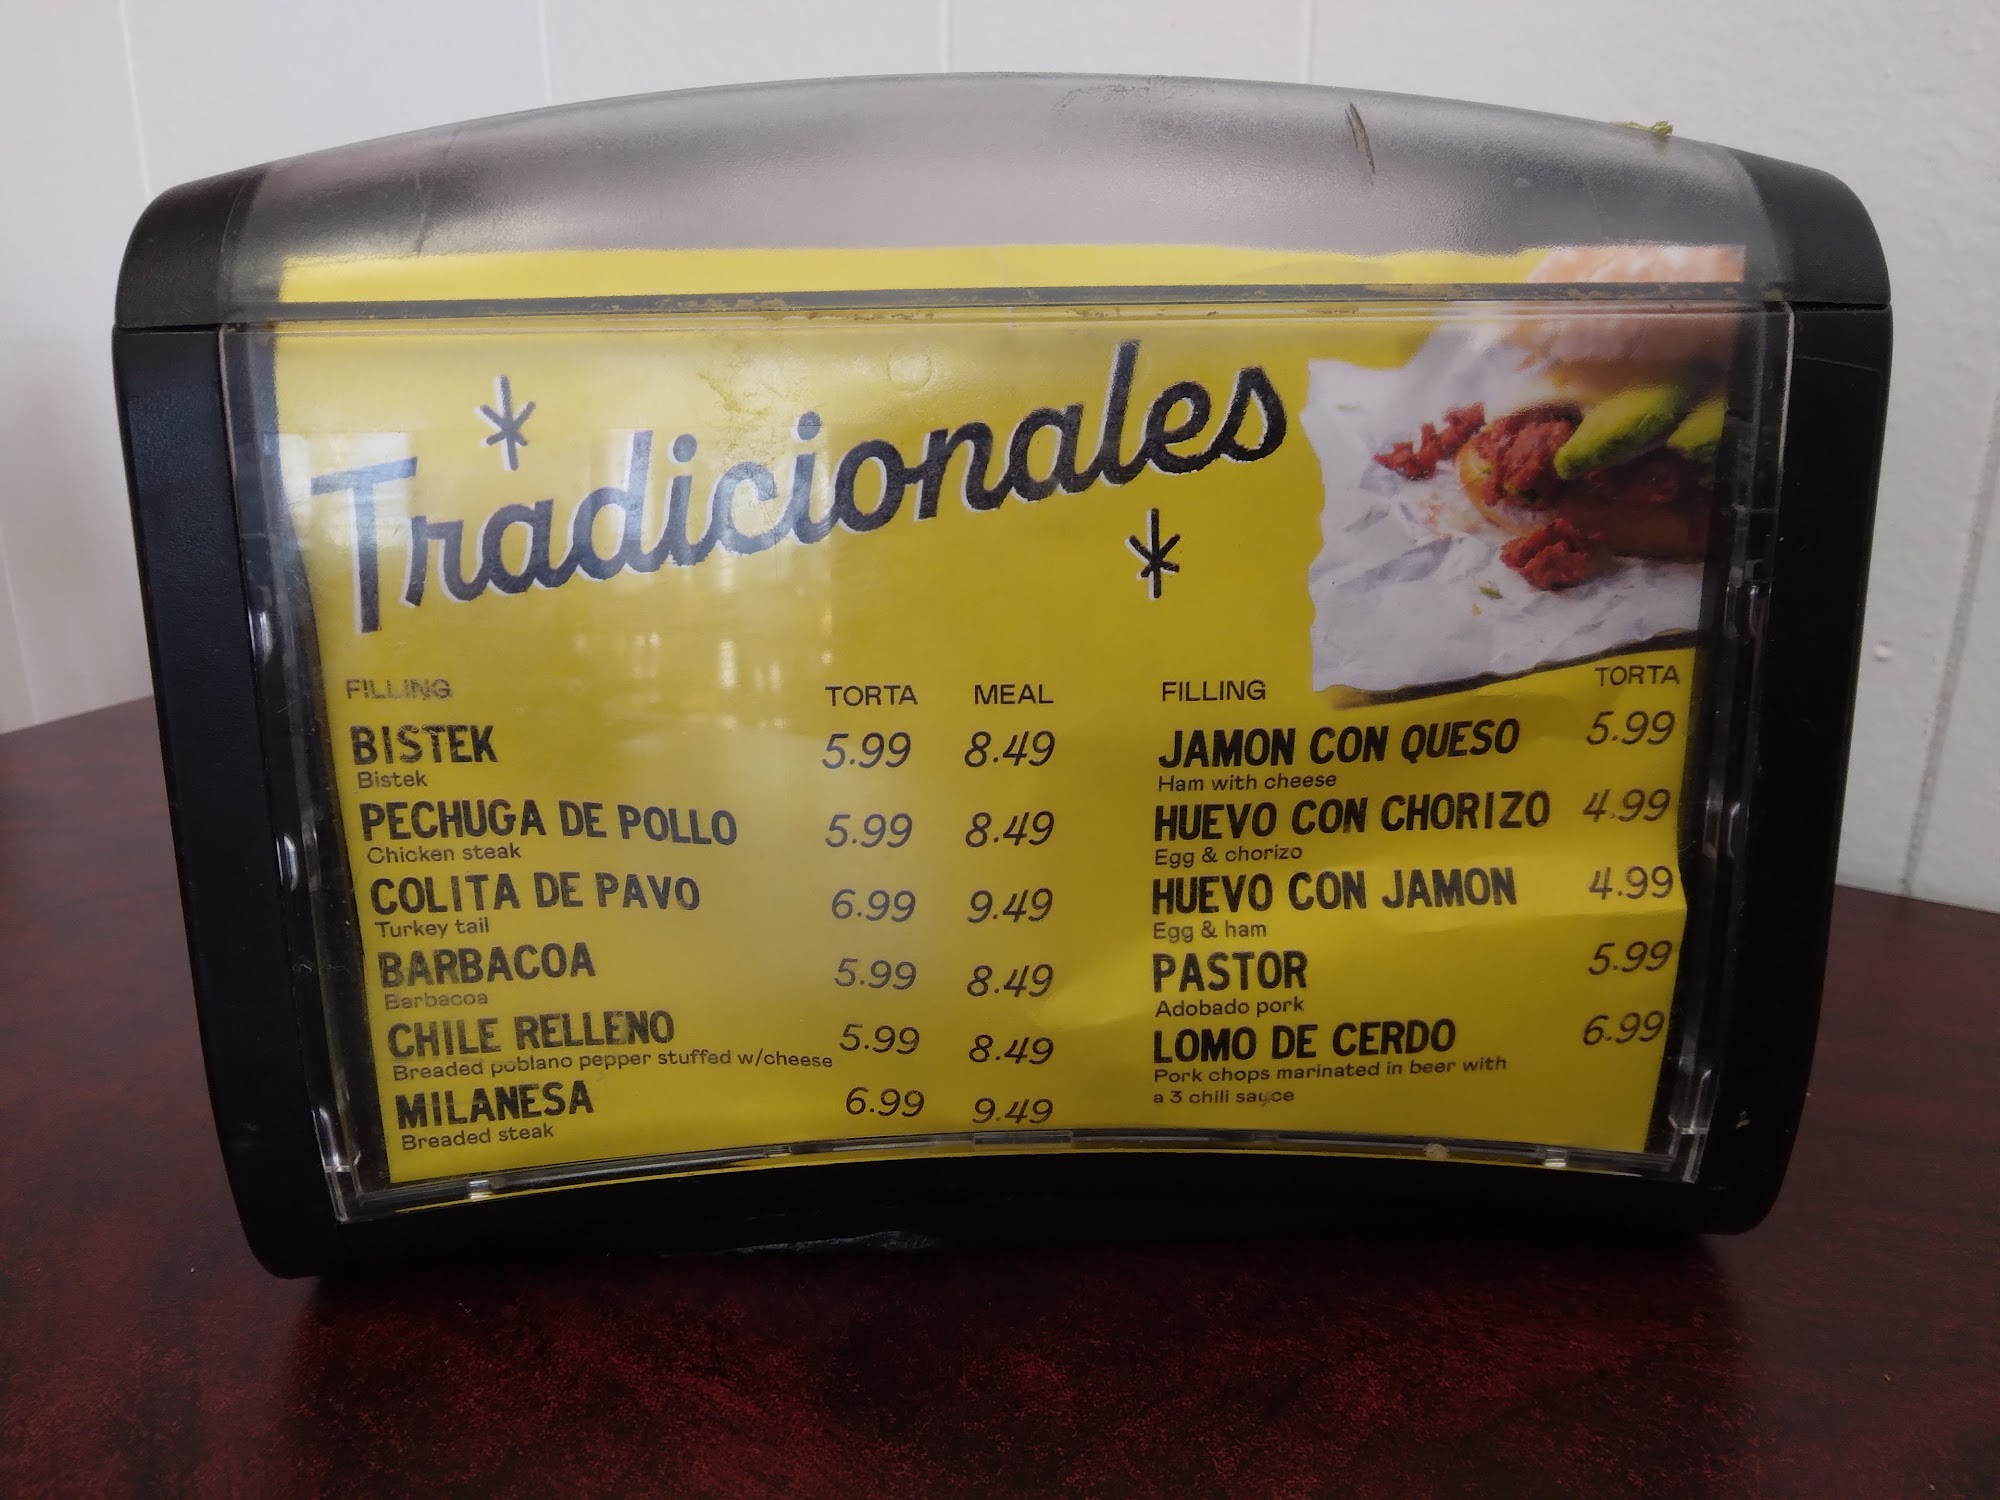 Tradicionales
FILLING TORTA MEAL
BISTEK 5.99 8.49
Bistek
PECHUGA DE POLLO 5.99 8.49
Chicken steak
COLITA DE PAVO 6.99 9.49
Turkey tail
BARBACOA 5.99 8.49
Barbacoa
CHILE RELLENO 5.99 8.49
Breaded poblano pepper stuffed w/cheese
MILANESA 6.99 9.49
Breaded steak
FILLING TORTA
JAMON CON QUESO 5.99
Ham with cheese
HUEVO CON CHORIZO 4.99
Egg & chorizo
HUEVO CON JAMON 4.99
Egg & ham
PASTOR 5.99
Adobado pork
LOMO DE CERDO 6.99
Pork chops marinated in beer with
a 3 chili sauce